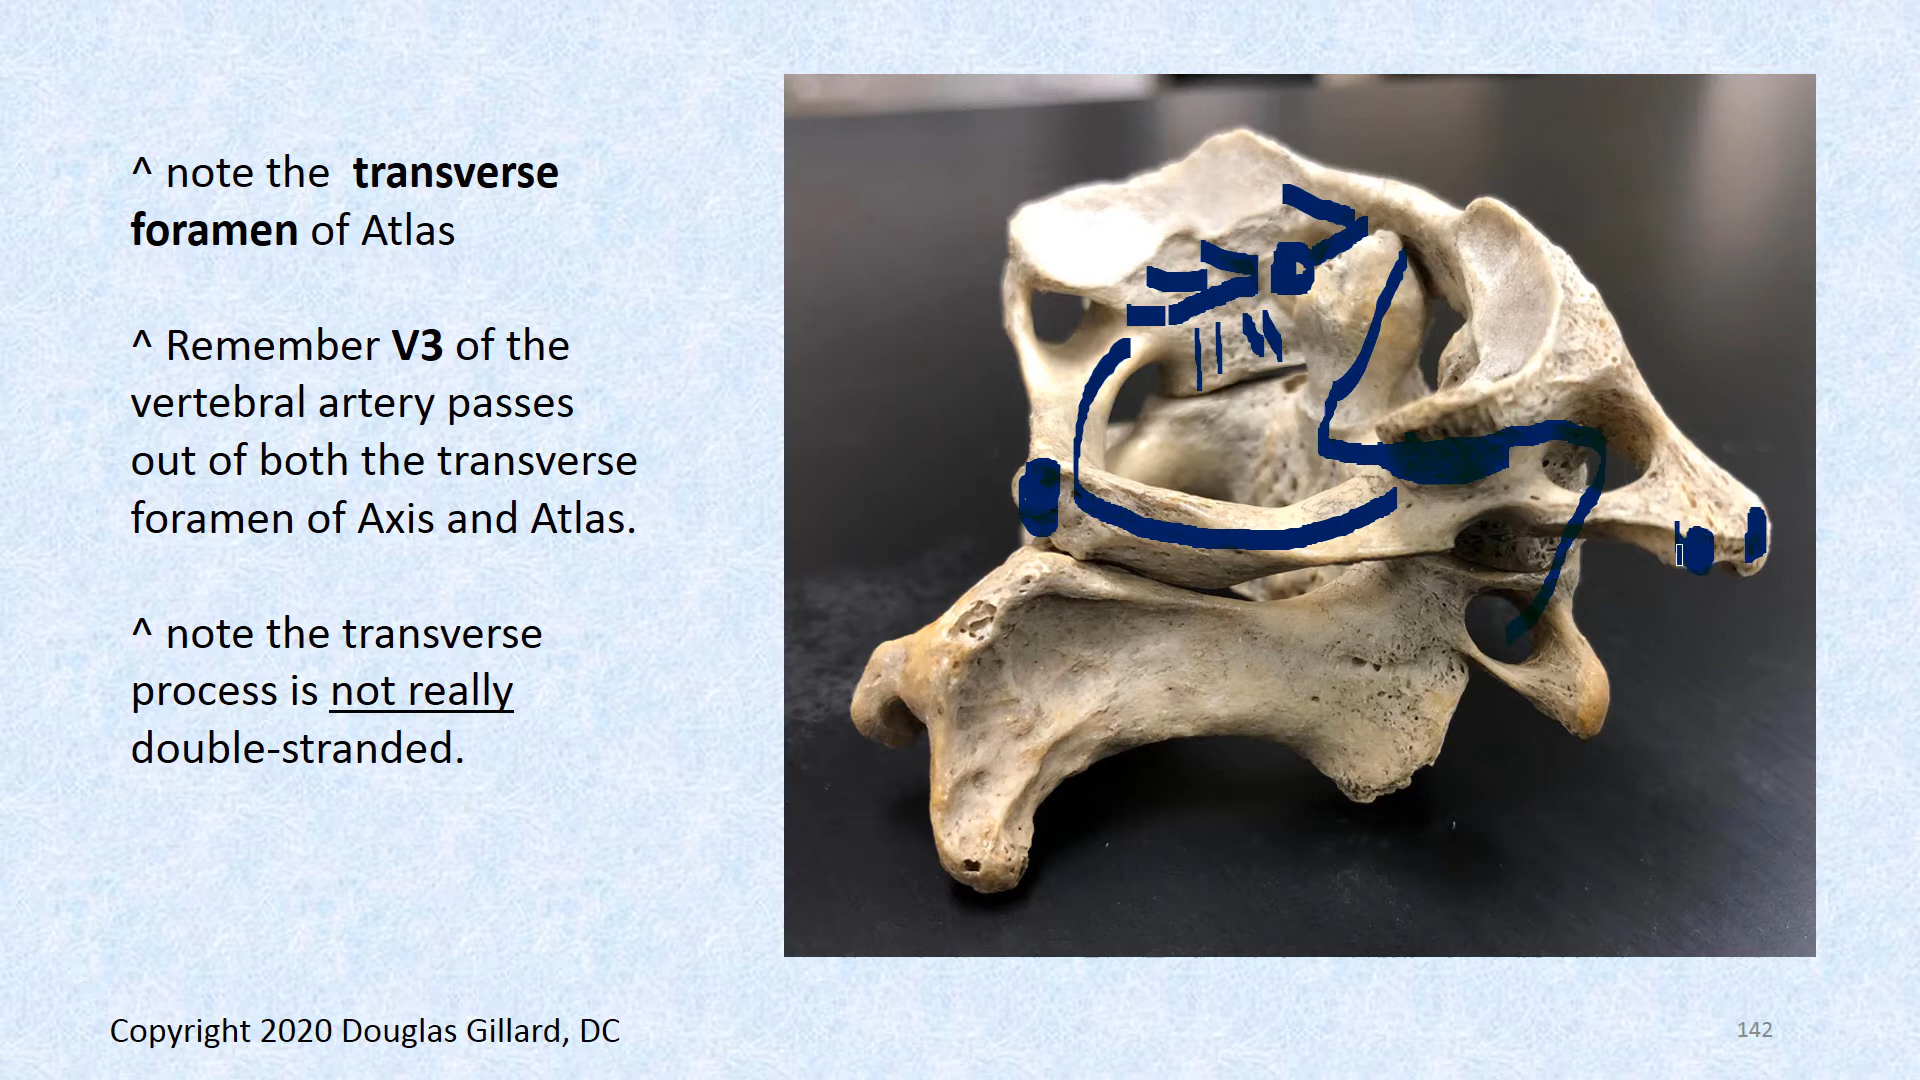 ^ note the transverse
foramen of Atlas
^ Remember V3 of the
vertebral artery passes
out of both the transverse
foramen of Axis and Atlas.
^ note the transverse
process is not really
double-stranded.
Copyright 2020 Douglas Gillard, DC
142